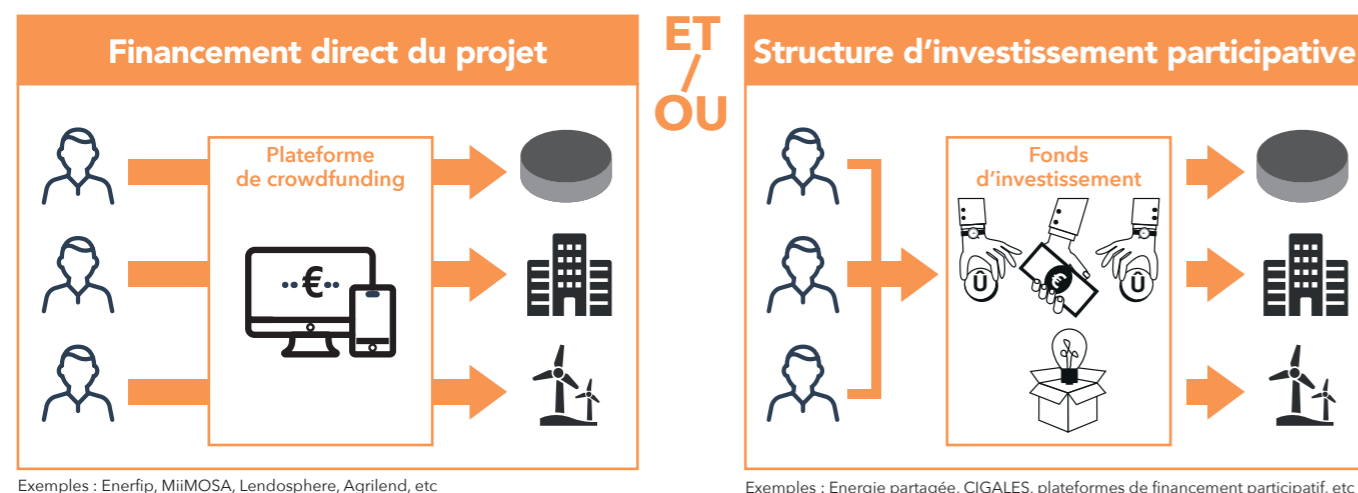 Financement direct du projet
Plateforme
de crowdfunding
€
Exemples : Enerfip, MiiMOSA, Lendosphere, Agrilend, etc
ET
/
OU
Structure d'investissement participative
Fonds
d'investissement
Û
€
Û
Exemples : Energie partagée, CIGALES, plateformes de financement participatif, etc